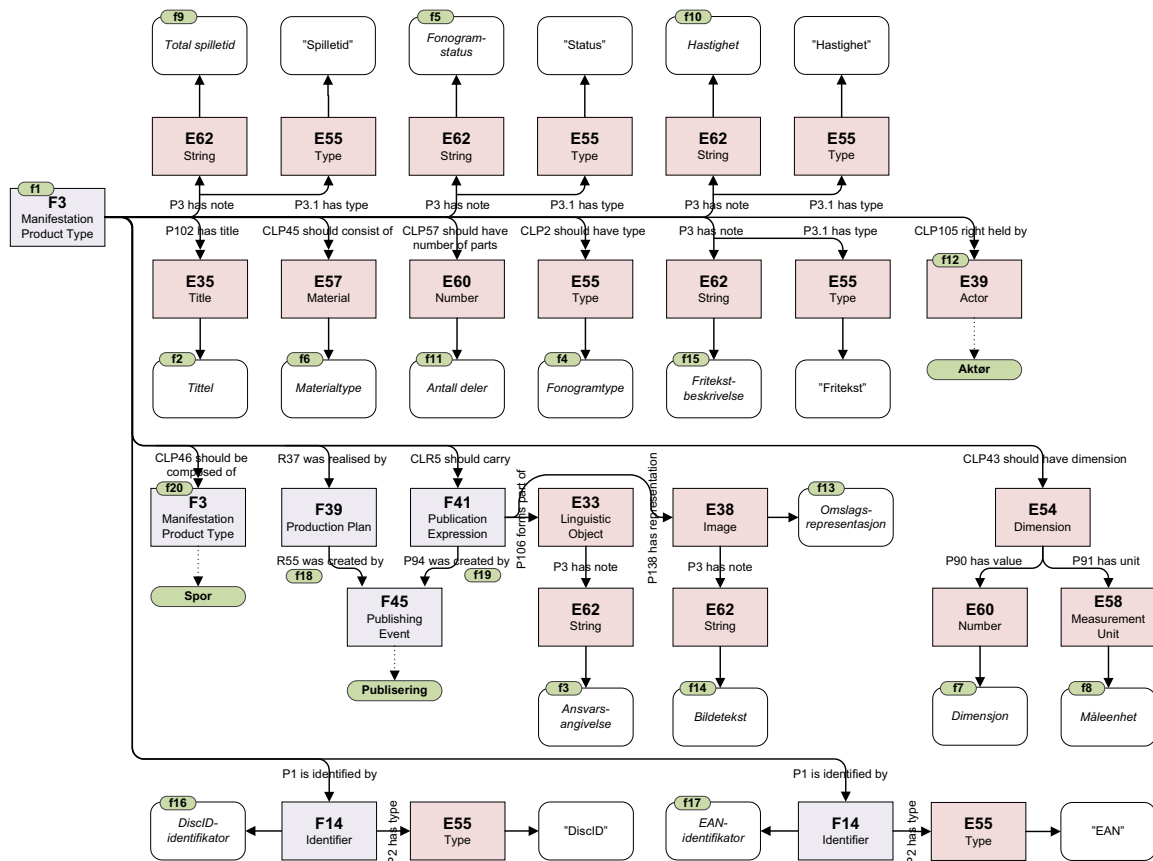 f9
f5
f10
Total spilletid
"Spilletid"
Fonogram-
status
"Status"
Hastighet
"Hastighet"
E62
String
E55
Type
E62
String
E55
Type
E62
String
E55
Type
f1
F3
Manifestation
Product Type
P3 has note
P3.1 has type
P3 has note
P3.1 has type
P3 has note
P3.1 has type
P102 has title
CLP45 should consist of
CLP57 should have
number of parts
CLP2 should have type
P3 has note
P3.1 has type
CLP105 right held by
E35
Title
E57
Material
E60
Number
E55
Type
E62
String
E55
Type
f12
E39
Actor
f2
Tittel
f6
Materialtype
f11
Antall deler
f4
Fonogramtype
f15
Fritekst-
beskrivelse
"Fritekst"
Aktør
CLP46 should be
composed of
R37 was realised by
CLR5 should carry
P106 forms part of
P138 has representation
CLP43 should have dimension
f20
F3
Manifestation
Product Type
F39
Production Plan
F41
Publication
Expression
E33
Linguistic
Object
E38
Image
f13
Omslags-
representasjon
E54
Dimension
R55 was created by
f18
P94 was created by
f19
P3 has note
P3 has note
P90 has value
P91 has unit
Spor
F45
Publishing
Event
E62
String
E62
String
E60
Number
E58
Measurement
Unit
Publisering
f3
Ansvars-
angivelse
f14
Bildetekst
f7
Dimensjon
f8
Måleenhet
P1 is identified by
P1 is identified by
f16
DiscID-
identifikator
F14
Identifier
P2 has type
E55
Type
"DiscID"
f17
EAN-
identifikator
F14
Identifier
P2 has type
E55
Type
"EAN"